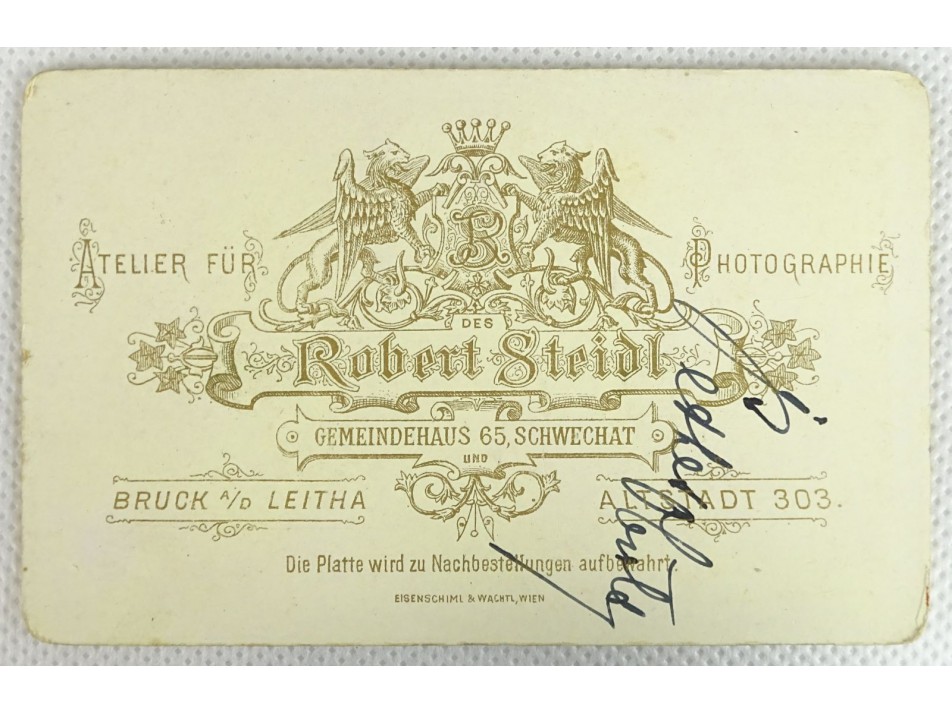 ATELIER FÜR PHOTOGRAPHIE
DES
Robert Steidl
GEMEINDEHAUS 65, SCHWECHAT
UND
BRUCK A/D LEITHA ALTSTADT 303.
Die Platte wird zu Nachbestellungen aufbewahrt.
EISENSCHIML & WACHTL, WIEN